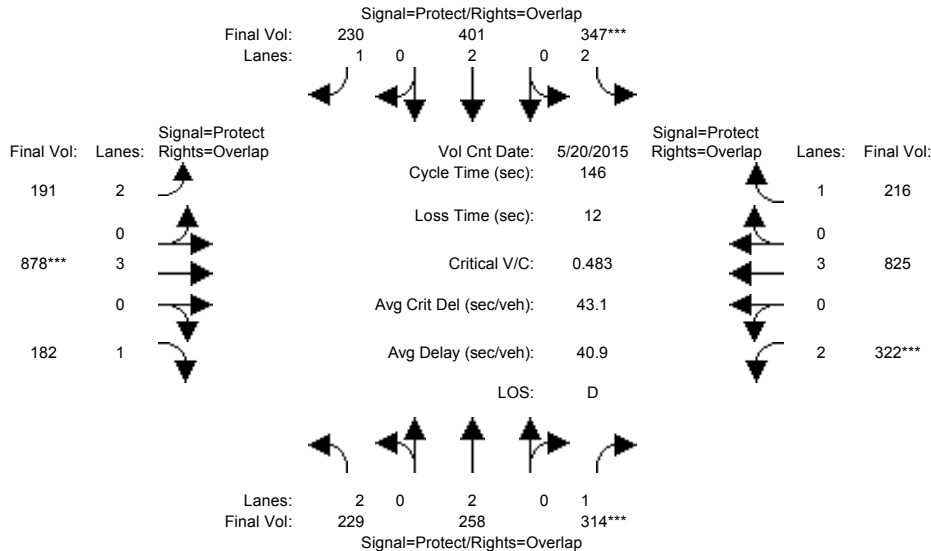 Signal=Protect/Rights=Overlap
Final Vol: 230 401 347***
Lanes: 1 0 2 0 2
Signal=Protect Signal=Protect
Final Vol: Lanes: Rights=Overlap Vol Cnt Date: 5/20/2015 Rights=Overlap Lanes: Final Vol:
Cycle Time (sec): 146
191 2 1 216
Loss Time (sec): 12
0 0
878*** 3 Critical V/C: 0.483 3 825
0 Avg Crit Del (sec/veh): 43.1 0
182 1 Avg Delay (sec/veh): 40.9 2 322***
LOS: D
Lanes: 2 0 2 0 1
Final Vol: 229 258 314***
Signal=Protect/Rights=Overlap